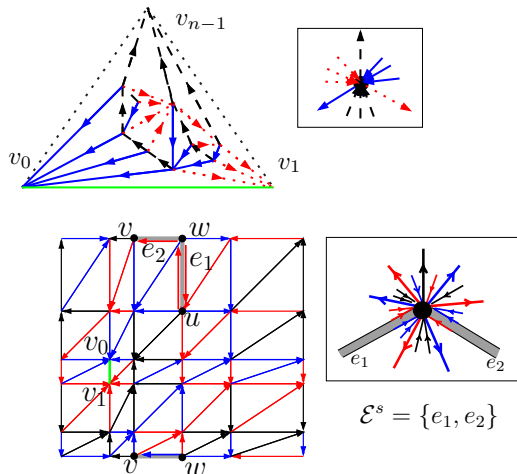 v_{n-1}
v_0
v_1
v
w
e_2
e_1
u
v_0
v_1
v
w
e_1
e_2
\mathcal{E}^s = \{e_1, e_2\}